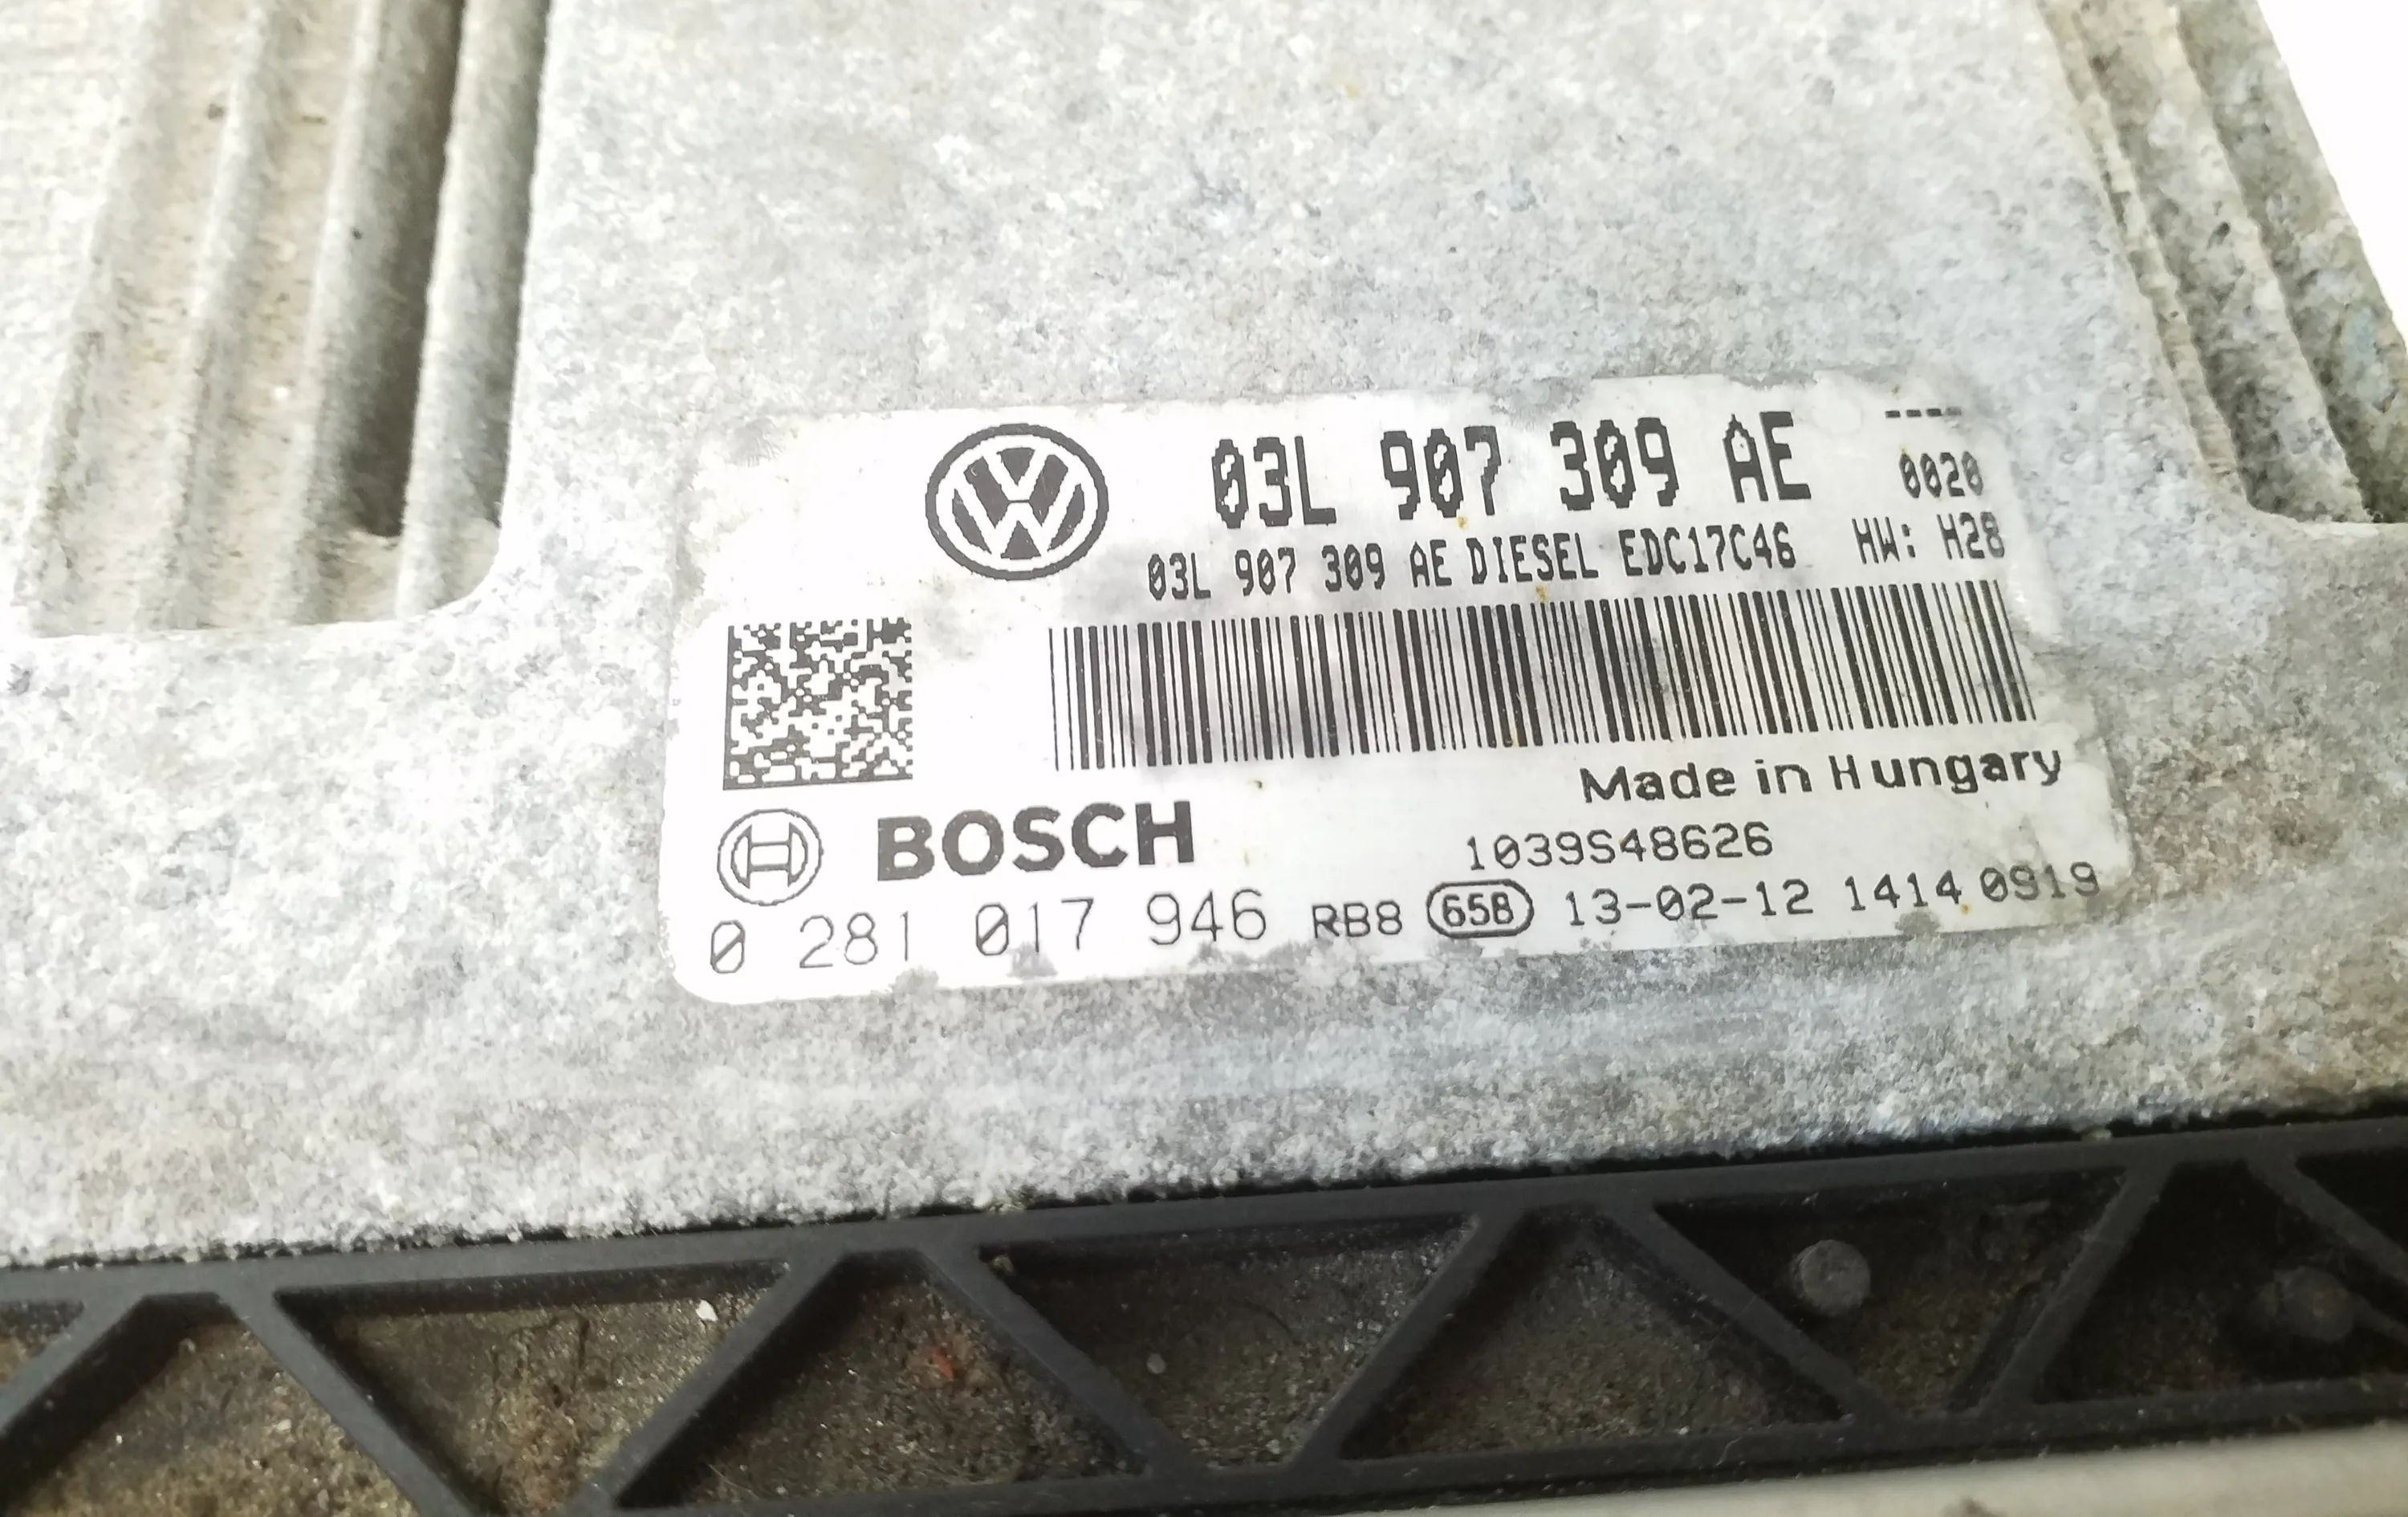 ----
03L 907 309 AE 0020
03L 907 309 AE DIESEL EDC17C46 HW: H28
Made in Hungary
BOSCH 1039S48626
0 281 017 946 RB8 658 13-02-12 1414 0919